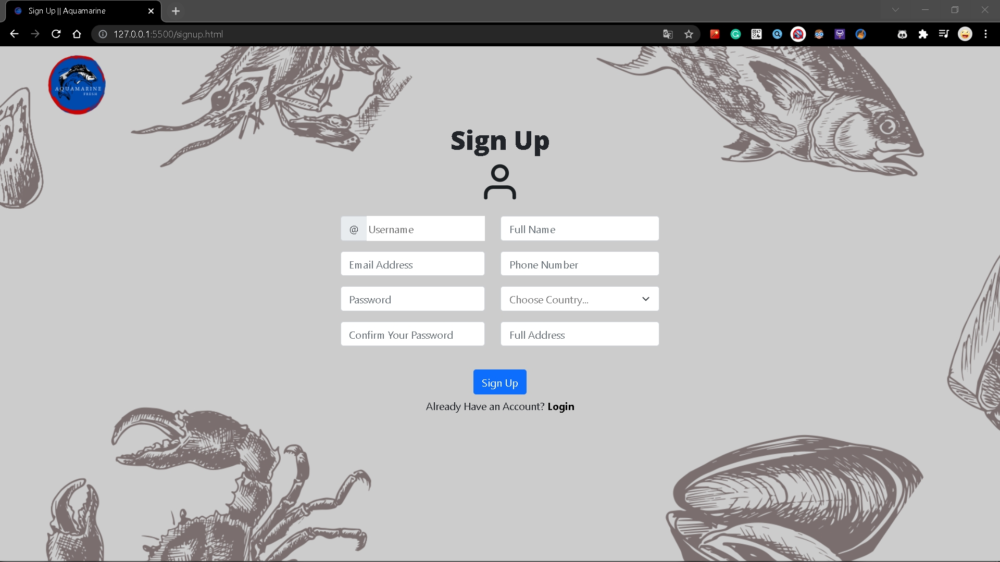 Sign Up || Aquamarine
127.0.0.1:5500/signup.html
AQUAMARINE
FRESH
Sign Up
@ Username
Full Name
Email Address
Phone Number
Password
Choose Country...
Confirm Your Password
Full Address
Sign Up
Already Have an Account? Login